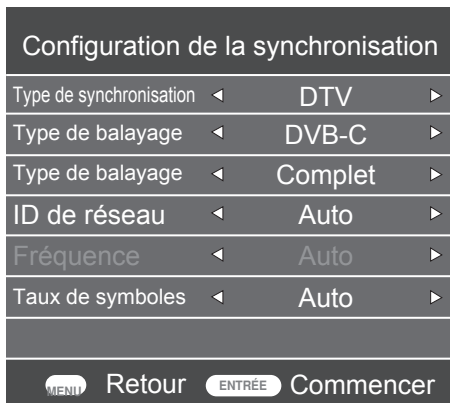 Configuration de la synchronisation
Type de synchronisation DTV
Type de balayage DVB-C
Type de balayage Complet
ID de réseau Auto
Fréquence Auto
Taux de symboles Auto
MENU Retour ENTRÉE Commencer